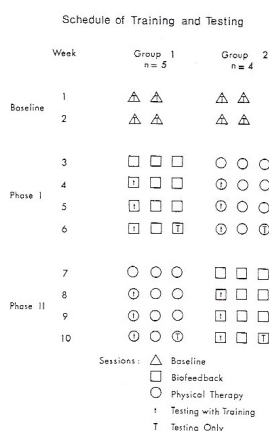 Schedule of Training and Testing
Week Group 1 Group 2
n = 5 n = 4
Baseline
1
2
Phase I
3
4 t t
5 t t
6 t T t T
Phase II
7
8 t t
9 t t
10 t T t T
Sessions : Baseline
Biofeedback
Physical Therapy
t Testing with Training
T Testing Only